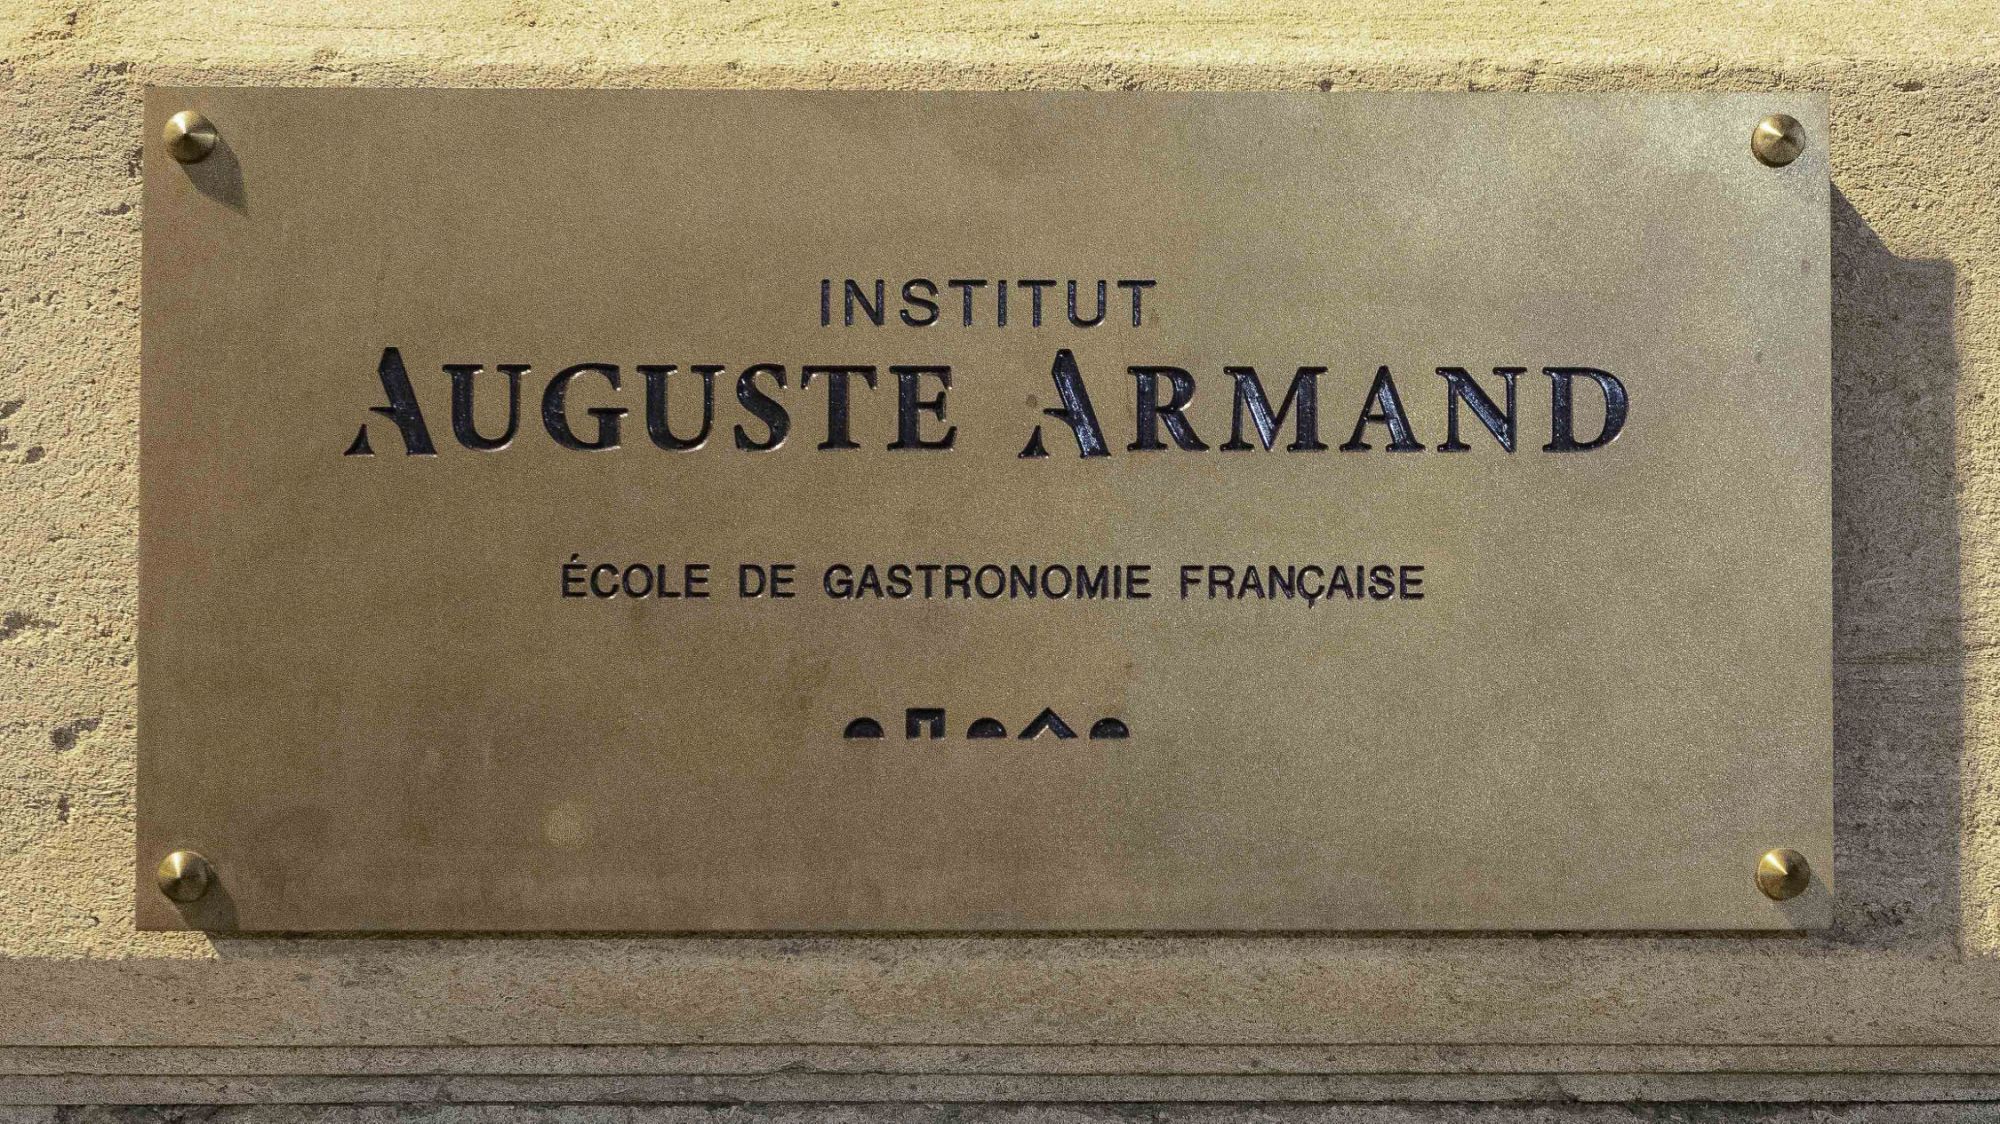 INSTITUT
AUGUSTE ARMAND
ÉCOLE DE GASTRONOMIE FRANÇAISE